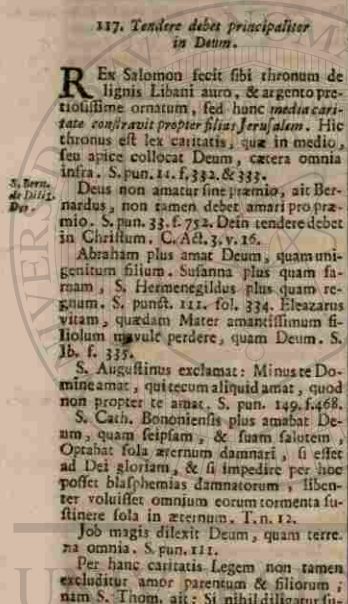 117. Tendere debet principaliter
in Deum.
REx Salomon fecit sibi thronum de
lignis Libani auro, & argento pre-
tiosissime ornatum, sed hunc media cari-
tate constravit propter filias Jerusalem. Hic
thronus est lex caritatis, quæ in medio,
seu apice collocat Deum, cætera omnia
infra. S. pun. 11. f. 332. & 333.
S. Bern.
de Dilig.
Deo.
Deus non amatur sine præmio, ait Ber-
nardus, non tamen debet amari pro præ-
mio. S. pun. 33. f. 752. Dein tendere debet
in Christum. C. Act. 3. v. 16.
Abraham plus amat Deum, quam uni-
genitum filium. Susanna plus quam fa-
mam, S. Hermenegildus plus quam re-
gnum. S. punct. 111. fol. 334. Eleazarus
vitam, quædam Mater amantissimum fi-
liolum mavult perdere, quam Deum. S.
Ib. f. 335.
S. Augustinus exclamat: Minus te Do-
mine amat, qui tecum aliquid amat, quod
non propter te amat. S. pun. 149. f. 468.
S. Cath. Bononiensis plus amabat De-
um, quam seipsam, & suam salutem,
Optabat sola æternum damnari, si esset
ad Dei gloriam, & si impedire per hoc
posset blasphemias damnatorum, liben-
ter voluisset omnium eorum tormenta su-
stinere sola in æternum. T. n. 12.
Job magis dilexit Deum, quam terre-
na omnia. S. pun. 111.
Per hanc caritatis Legem non tamen
excluditur amor parentum & filiorum;
nam S. Thom. ait: Si nihil diligatur su-